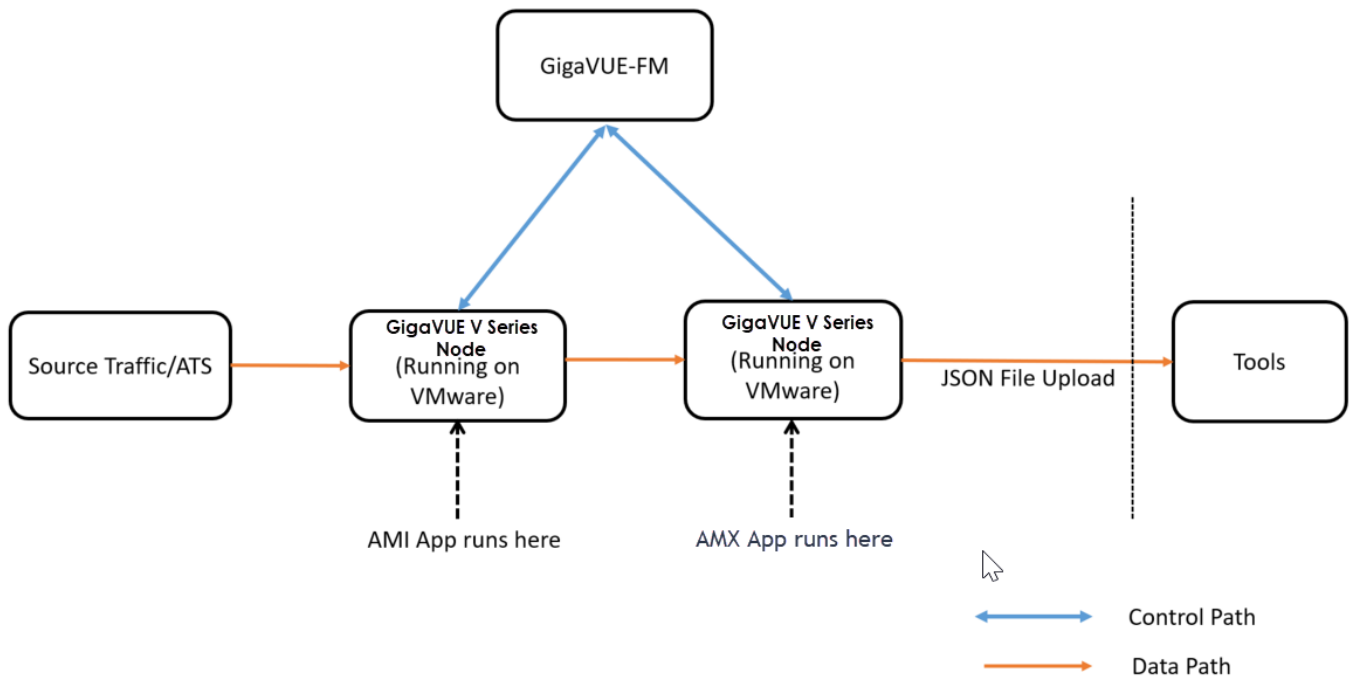 GigaVUE-FM
Source Traffic/ATS
GigaVUE V Series
Node
(Running on
VMware)
GigaVUE V Series
Node
(Running on
VMware)
JSON File Upload
Tools
AMI App runs here
AMX App runs here
Control Path
Data Path